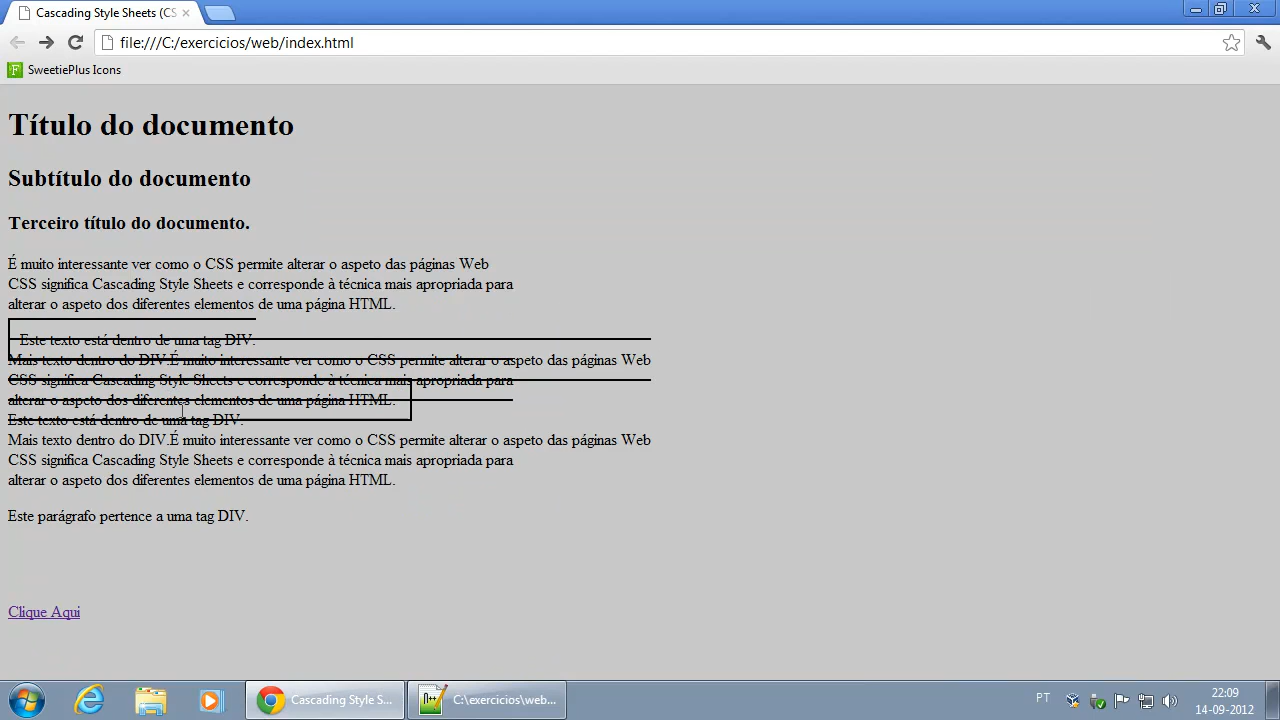 Cascading Style Sheets (CS
file:///C:/exercicios/web/index.html
SweetiePlus Icons
Título do documento
Subtítulo do documento
Terceiro título do documento.
É muito interessante ver como o CSS permite alterar o aspeto das páginas Web
CSS significa Cascading Style Sheets e corresponde à técnica mais apropriada para
alterar o aspeto dos diferentes elementos de uma página HTML.
Este texto está dentro de uma tag DIV.
Mais texto dentro do DIV.É muito interessante ver como o CSS permite alterar o aspeto das páginas Web
CSS significa Cascading Style Sheets e corresponde à técnica mais apropriada para
alterar o aspeto dos diferentes elementos de uma página HTML.
Este texto está dentro de uma tag DIV.
Mais texto dentro do DIV.É muito interessante ver como o CSS permite alterar o aspeto das páginas Web
CSS significa Cascading Style Sheets e corresponde à técnica mais apropriada para
alterar o aspeto dos diferentes elementos de uma página HTML.
Este parágrafo pertence a uma tag DIV.
Clique Aqui
Cascading Style S...
C:\exercicios\web...
PT
22:09
14-09-2012